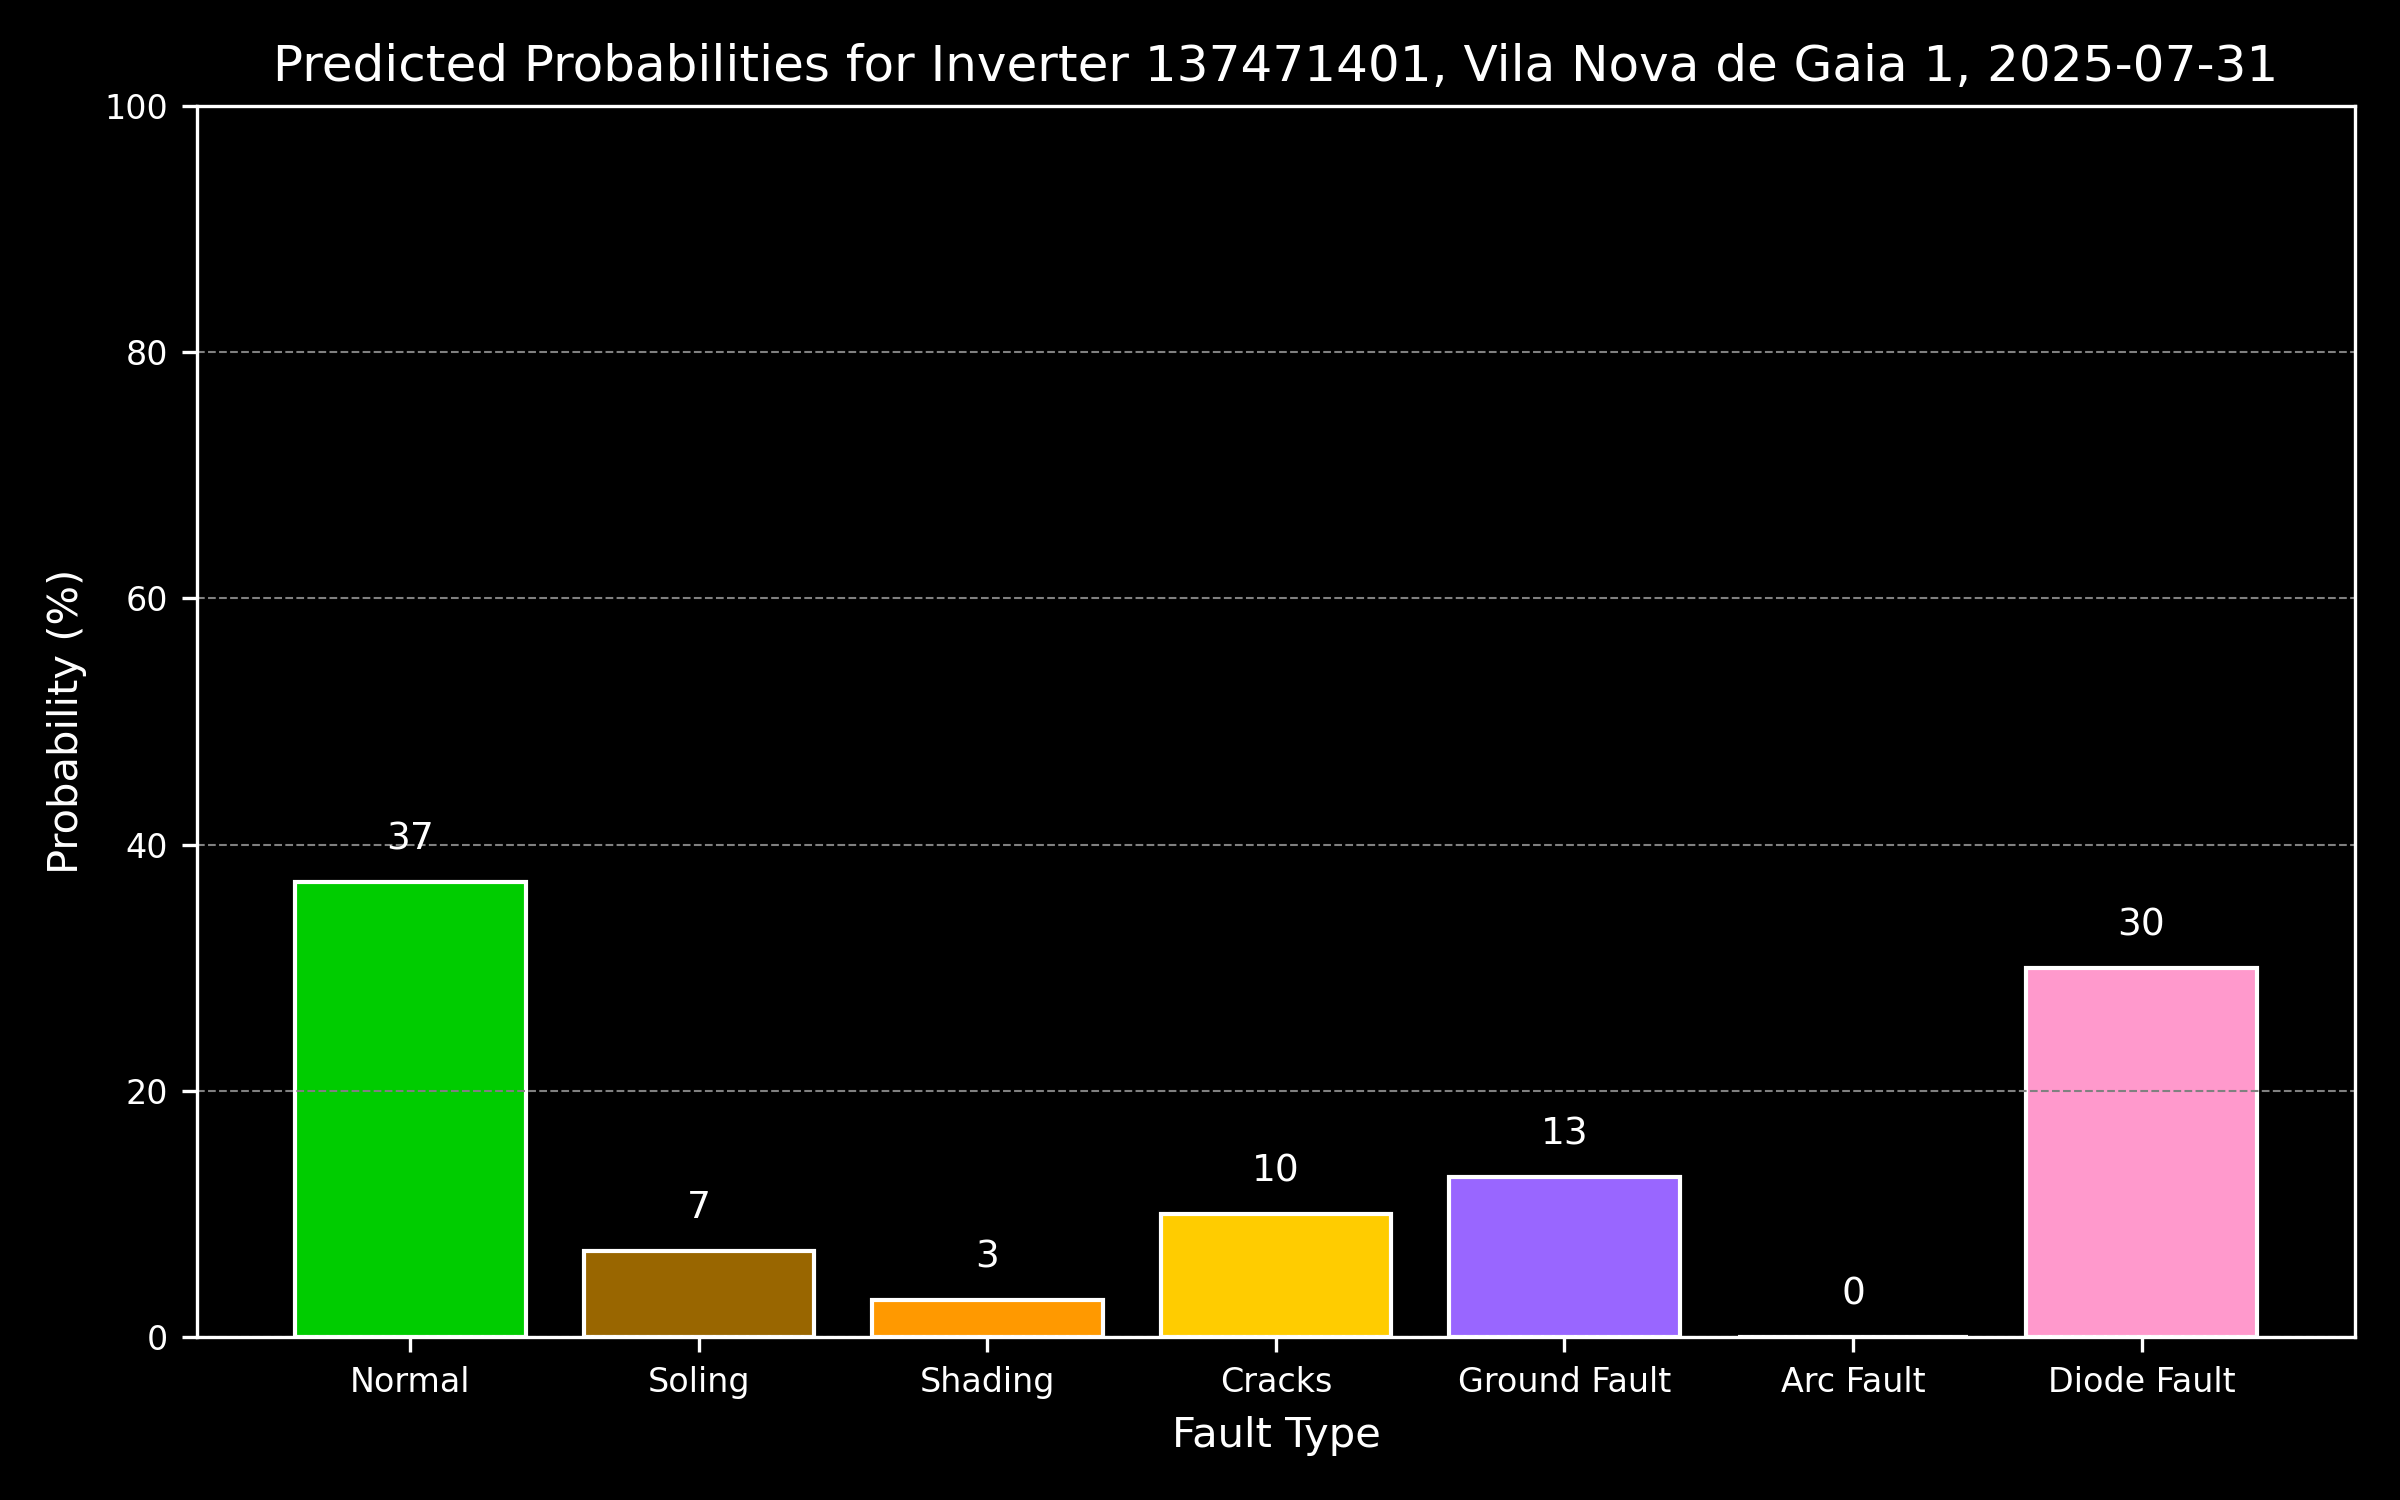 Predicted Probabilities for Inverter 137471401, Vila Nova de Gaia 1, 2025-07-31
100
80
60
40
20
0
Probability (%)
37
7
3
10
13
0
30
Normal
Soling
Shading
Cracks
Ground Fault
Arc Fault
Diode Fault
Fault Type